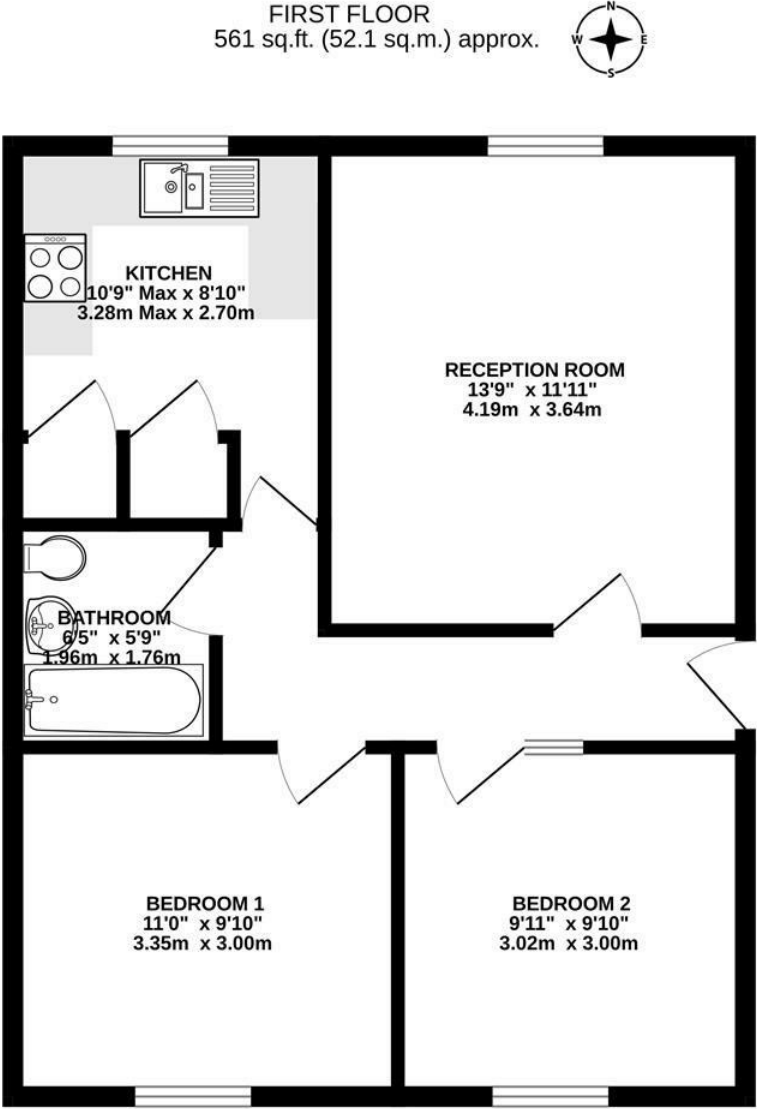 FIRST FLOOR
561 sq.ft. (52.1 sq.m.) approx.
N
W
E
S
KITCHEN
10'9" Max x 8'10"
3.28m Max x 2.70m
RECEPTION ROOM
13'9" x 11'11"
4.19m x 3.64m
BATHROOM
6'5" x 5'9"
1.96m x 1.76m
BEDROOM 1
11'0" x 9'10"
3.35m x 3.00m
BEDROOM 2
9'11" x 9'10"
3.02m x 3.00m